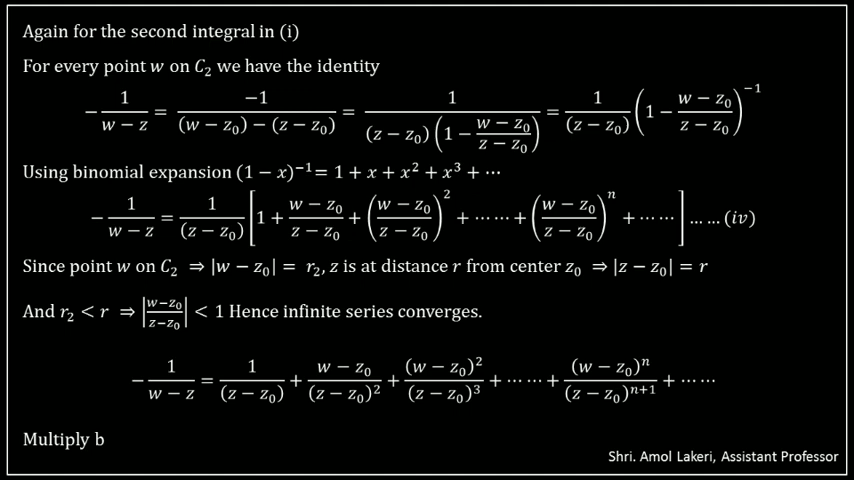 Again for the second integral in (i)
For every point w on C₂ we have the identity
−1/(w − z) = −1/((w − z₀) − (z − z₀)) = 1/((z − z₀)(1 − (w − z₀)/(z − z₀))) = 1/(z − z₀) (1 − (w − z₀)/(z − z₀))⁻¹
Using binomial expansion (1 − x)⁻¹= 1 + x + x² + x³ + ⋯
−1/(w − z) = 1/(z − z₀) [1 + (w − z₀)/(z − z₀) + ((w − z₀)/(z − z₀))² + ⋯⋯ + ((w − z₀)/(z − z₀))ⁿ + ⋯⋯] … … (iv)
Since point w on C₂ ⇒ |w − z₀| = r₂, z is at distance r from center z₀ ⇒ |z − z₀| = r
And r₂ < r ⇒ |(w−z₀)/(z−z₀)| < 1 Hence infinite series converges.
−1/(w − z) = 1/(z − z₀) + (w − z₀)/(z − z₀)² + (w − z₀)²/(z − z₀)³ + ⋯⋯ + (w − z₀)ⁿ/(z − z₀)ⁿ⁺¹ + ⋯⋯
Multiply b
Shri. Amol Lakeri, Assistant Professor